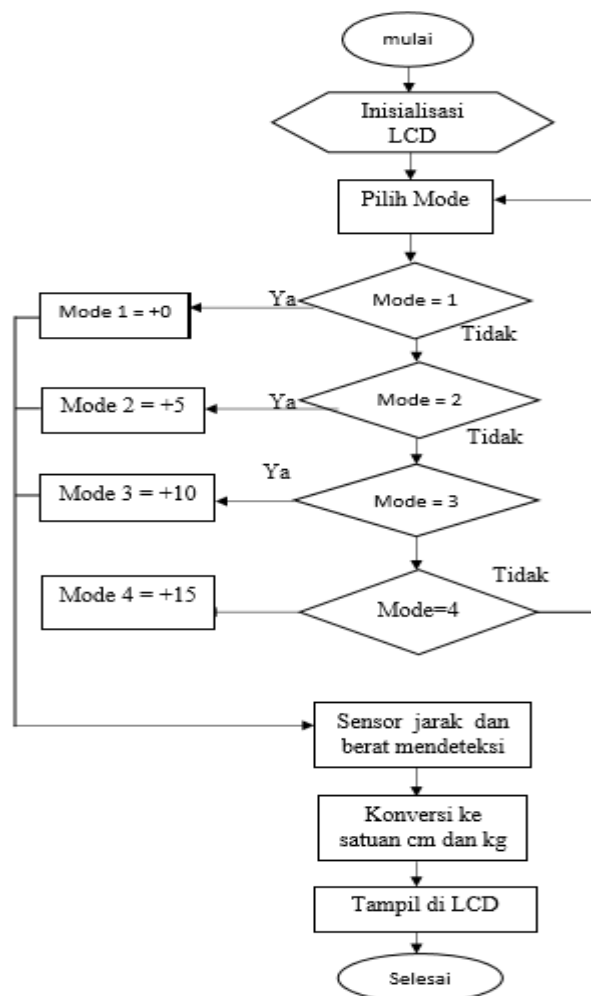 mulai
Inisialisasi
LCD
Pilih Mode
Mode = 1
Ya
Mode 1 = +0
Tidak
Mode = 2
Ya
Mode 2 = +5
Tidak
Mode = 3
Ya
Mode 3 = +10
Tidak
Mode=4
Mode 4 = +15
Sensor jarak dan
berat mendeteksi
Konversi ke
satuan cm dan kg
Tampil di LCD
Selesai